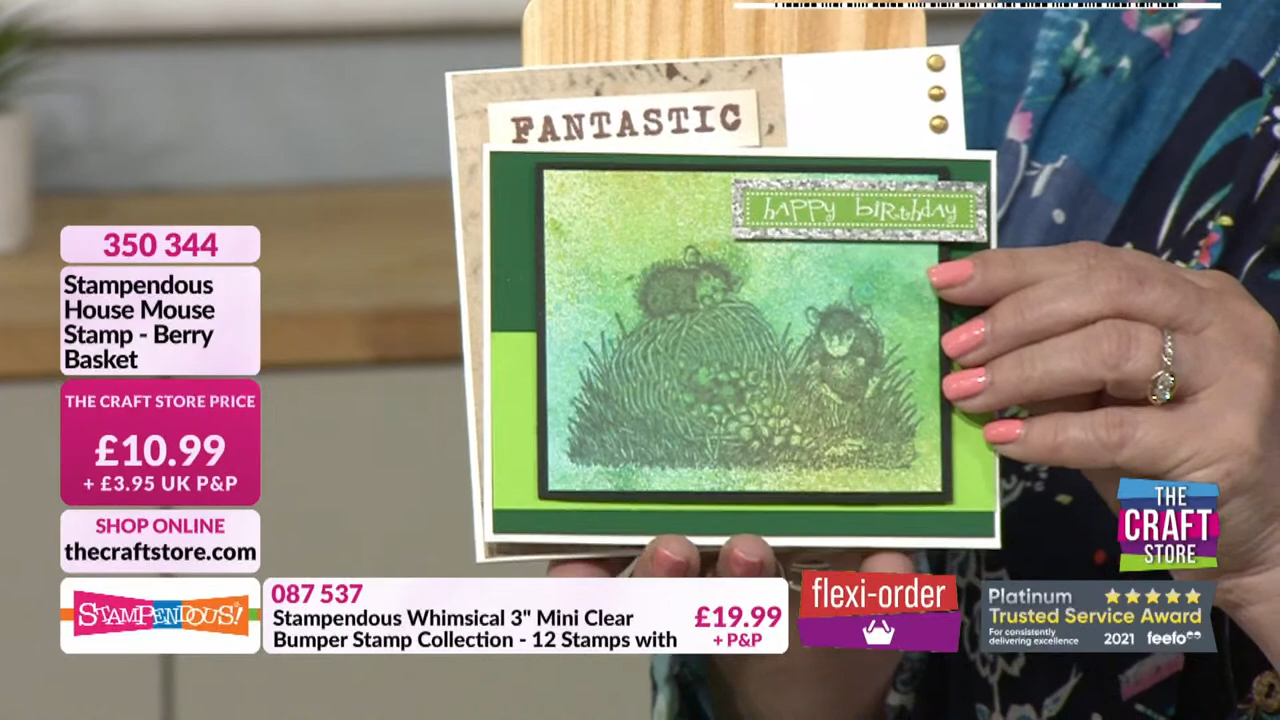 FANTASTIC
happy birthday
350 344
Stampendous
House Mouse
Stamp - Berry
Basket
THE CRAFT STORE PRICE
£10.99
+ £3.95 UK P&P
SHOP ONLINE
thecraftstore.com
STAMPENDOUS!
087 537
Stampendous Whimsical 3" Mini Clear
Bumper Stamp Collection - 12 Stamps with
£19.99
+ P&P
flexi-order
THE
CRAFT
STORE
Platinum
Trusted Service Award
For consistently
delivering excellence
2021 feefo